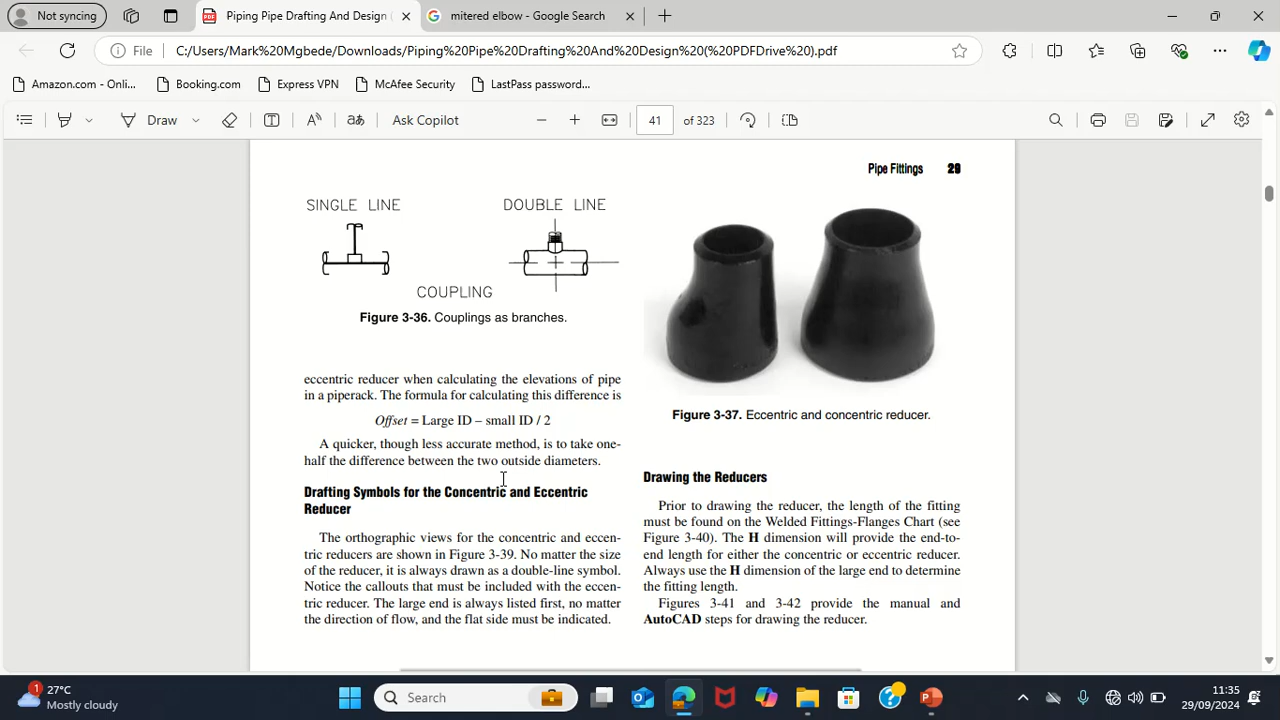 Not syncing
Piping Pipe Drafting And Design (
mitered elbow - Google Search
File
C:/Users/Mark%20Mgbede/Downloads/Piping%20Pipe%20Drafting%20And%20Design%20(%20PDFDrive%20).pdf
Amazon.com - Onli...
Booking.com
Express VPN
McAfee Security
LastPass password...
Draw
Ask Copilot
41
of 323
Pipe Fittings 29
SINGLE LINE
DOUBLE LINE
COUPLING
Figure 3-36. Couplings as branches.
eccentric reducer when calculating the elevations of pipe
in a piperack. The formula for calculating this difference is
Offset = Large ID – small ID / 2
A quicker, though less accurate method, is to take one-
half the difference between the two outside diameters.
Drafting Symbols for the Concentric and Eccentric
Reducer
The orthographic views for the concentric and eccen-
tric reducers are shown in Figure 3-39. No matter the size
of the reducer, it is always drawn as a double-line symbol.
Notice the callouts that must be included with the eccen-
tric reducer. The large end is always listed first, no matter
the direction of flow, and the flat side must be indicated.
Figure 3-37. Eccentric and concentric reducer.
Drawing the Reducers
Prior to drawing the reducer, the length of the fitting
must be found on the Welded Fittings-Flanges Chart (see
Figure 3-40). The H dimension will provide the end-to-
end length for either the concentric or eccentric reducer.
Always use the H dimension of the large end to determine
the fitting length.
Figures 3-41 and 3-42 provide the manual and
AutoCAD steps for drawing the reducer.
1
27°C
Mostly cloudy
Search
11:35
29/09/2024